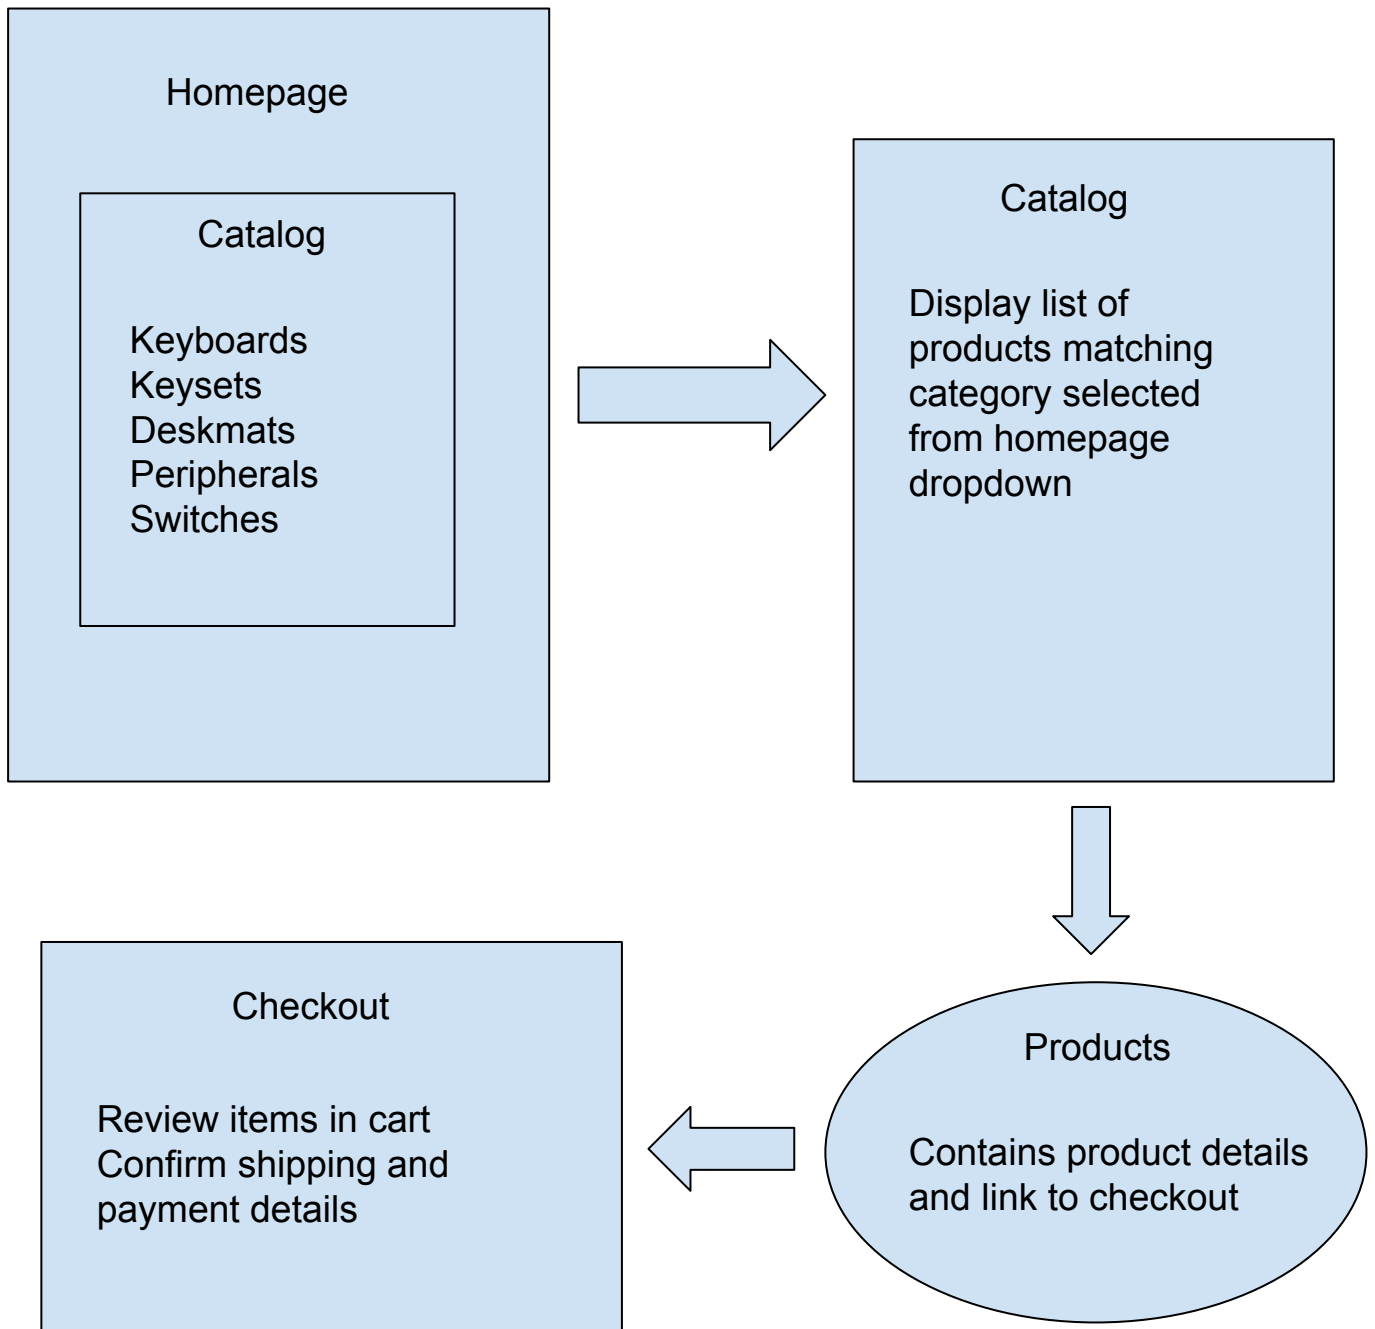 Homepage
Catalog
Keyboards
Keysets
Deskmats
Peripherals
Switches
Catalog
Display list of
products matching
category selected
from homepage
dropdown
Products
Contains product details
and link to checkout
Checkout
Review items in cart
Confirm shipping and
payment details